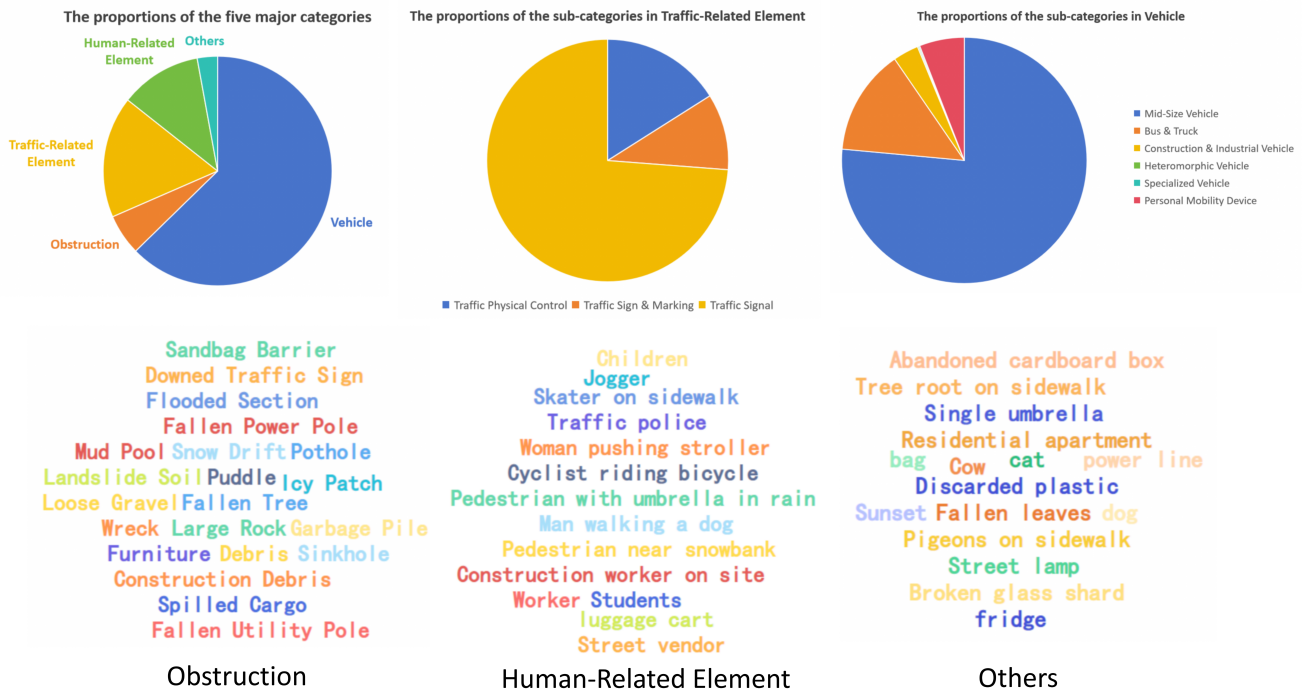 The proportions of the five major categories
Human-Related
Element
Others
Traffic-Related
Element
Obstruction
Vehicle
The proportions of the sub-categories in Traffic-Related Element
Traffic Physical Control Traffic Sign & Marking Traffic Signal
The proportions of the sub-categories in Vehicle
Mid-Size Vehicle
Bus & Truck
Construction & Industrial Vehicle
Heteromorphic Vehicle
Specialized Vehicle
Personal Mobility Device
Sandbag Barrier
Downed Traffic Sign
Flooded Section
Fallen Power Pole
Mud Pool Snow Drift Pothole
Landslide Soil Puddle Icy Patch
Loose Gravel Fallen Tree
Wreck Large Rock Garbage Pile
Furniture Debris Sinkhole
Construction Debris
Spilled Cargo
Fallen Utility Pole
Obstruction
Children
Jogger
Skater on sidewalk
Traffic police
Woman pushing stroller
Cyclist riding bicycle
Pedestrian with umbrella in rain
Man walking a dog
Pedestrian near snowbank
Construction worker on site
Worker Students
luggage cart
Street vendor
Human-Related Element
Abandoned cardboard box
Tree root on sidewalk
Single umbrella
Residential apartment
bag Cow cat power line
Discarded plastic
Sunset Fallen leaves dog
Pigeons on sidewalk
Street lamp
Broken glass shard
fridge
Others